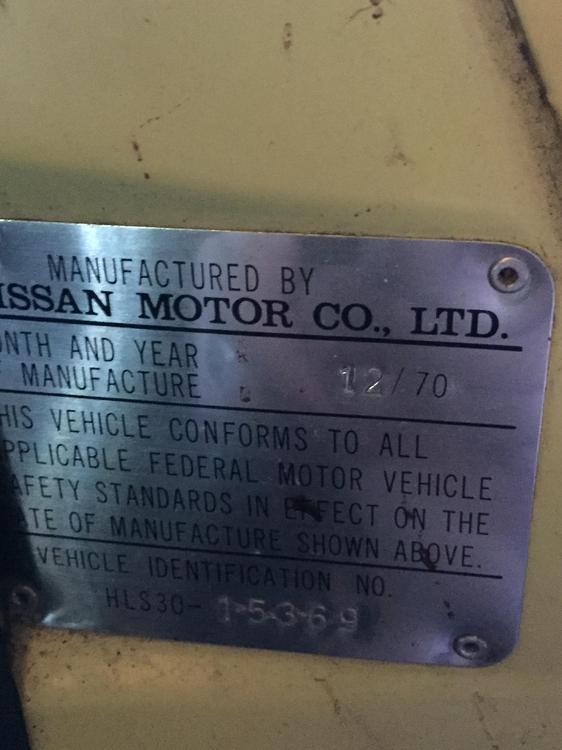 MANUFACTURED BY
ISSAN MOTOR CO., LTD.
ONTH AND YEAR
MANUFACTURE 12/70
HIS VEHICLE CONFORMS TO ALL
PPLICABLE FEDERAL MOTOR VEHICLE
AFETY STANDARDS IN EFFECT ON THE
ATE OF MANUFACTURE SHOWN ABOVE.
VEHICLE IDENTIFICATION NO.
HLS30-15369